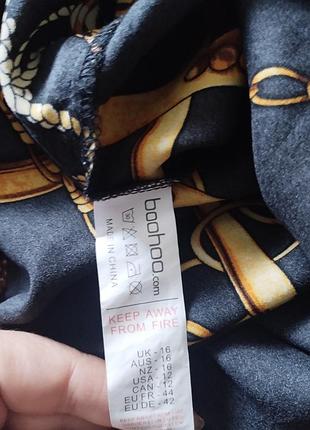 boohoo.com
MADE IN CHINA
KEEP AWAY
FROM FIRE
UK - 16
AUS - 16
NZ - 16
USA - 12
CAN - 12
EU FR - 44
EU DE - 42